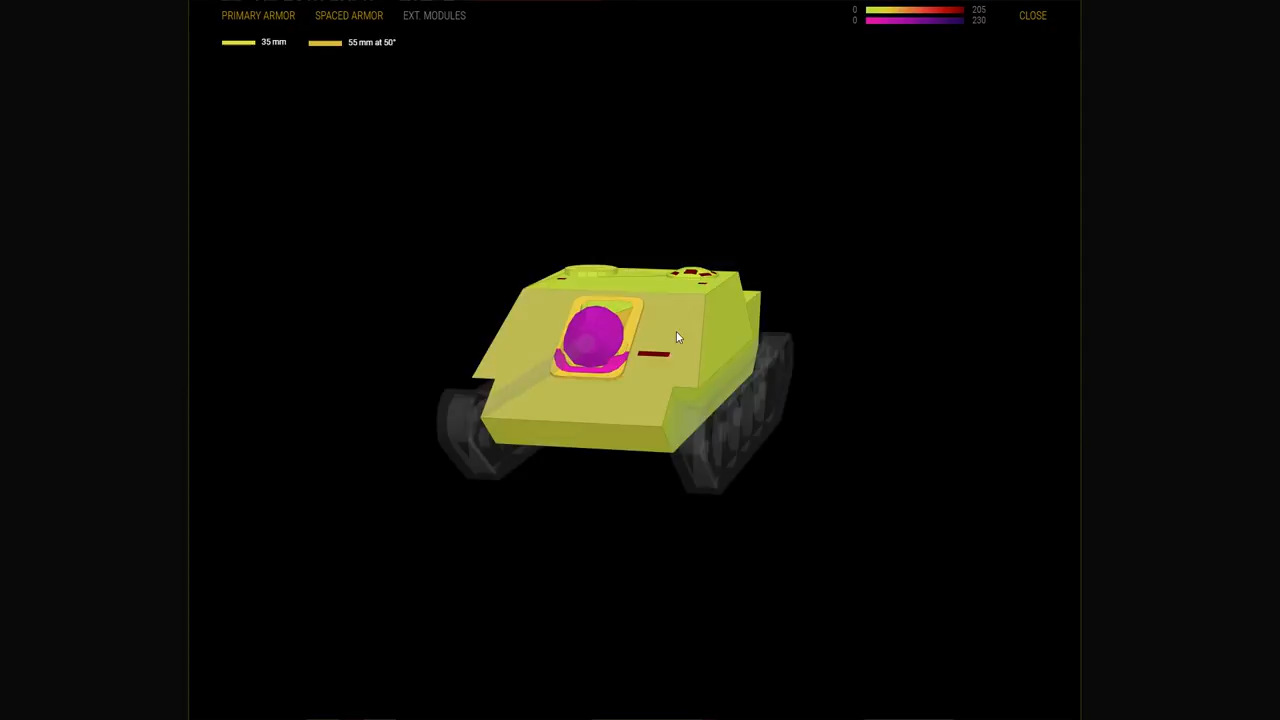 PRIMARY ARMOR SPACED ARMOR EXT. MODULES 0 205 CLOSE
0 230
35 mm 55 mm at 50°